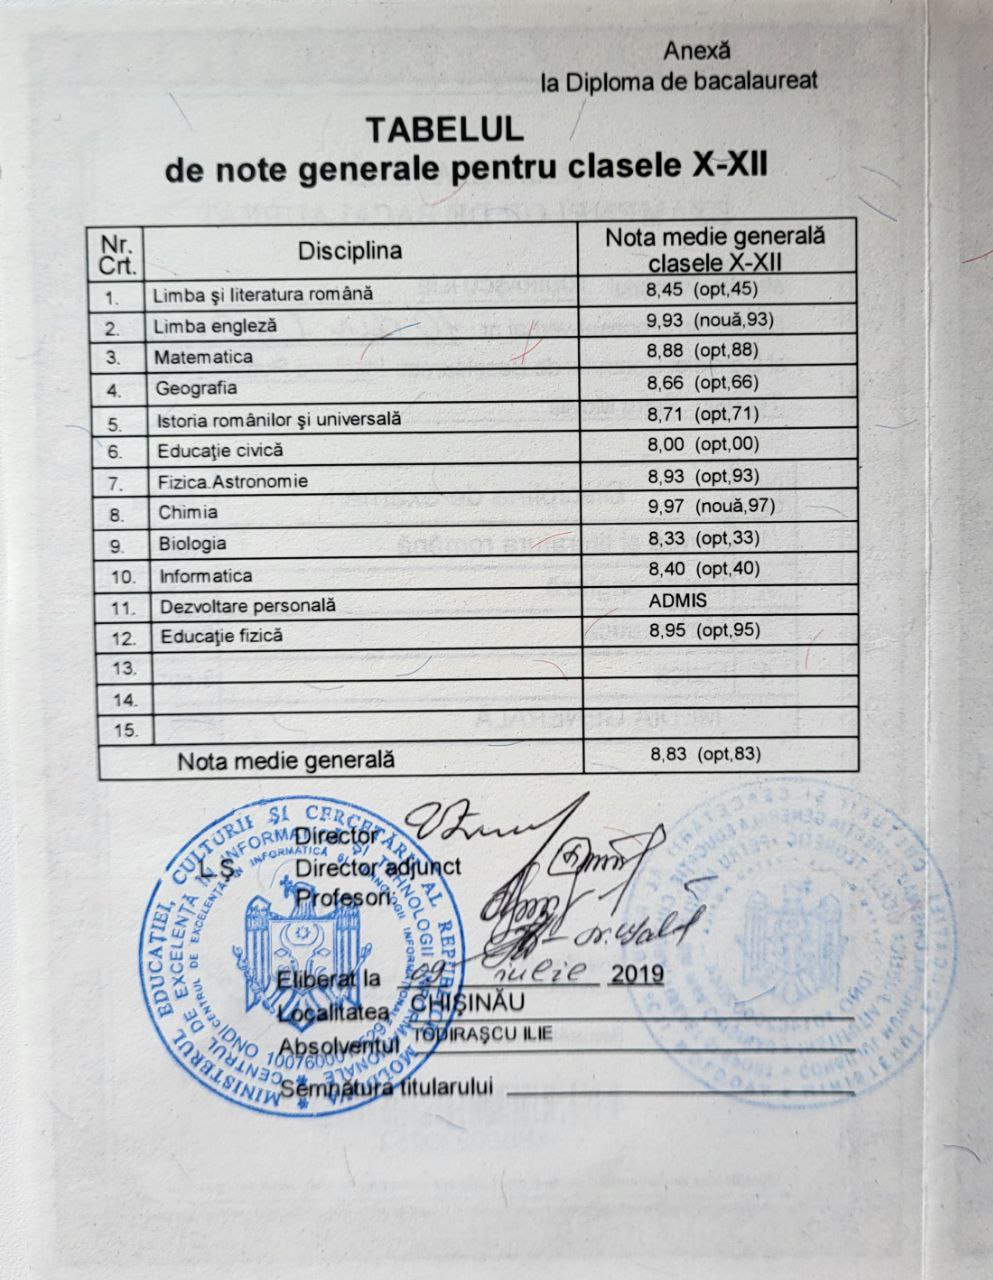 Anexă
la Diploma de bacalaureat
TABELUL
de note generale pentru clasele X-XII
Nr. Crt. Disciplina Nota medie generală clasele X-XII
1. Limba şi literatura română 8,45 (opt,45)
2. Limba engleză 9,93 (nouă,93)
3. Matematica 8,88 (opt,88)
4. Geografia 8,66 (opt,66)
5. Istoria românilor şi universală 8,71 (opt,71)
6. Educaţie civică 8,00 (opt,00)
7. Fizica.Astronomie 8,93 (opt,93)
8. Chimia 9,97 (nouă,97)
9. Biologia 8,33 (opt,33)
10. Informatica 8,40 (opt,40)
11. Dezvoltare personală ADMIS
12. Educaţie fizică 8,95 (opt,95)
13.
14.
15.
Nota medie generală 8,83 (opt,83)
Director
L.Ş. Director adjunct
Profesori
Eliberat la 09 iulie 2019
Localitatea CHIŞINĂU
Absolventul TODIRAŞCU ILIE
Semnătura titularului
MINISTERUL EDUCAŢIEI, CULTURII ŞI CERCETĂRII AL REPUBLICII MOLDOVA
CENTRUL DE EXCELENŢĂ ÎN INFORMATICĂ ŞI TEHNOLOGII INFORMAŢIONALE